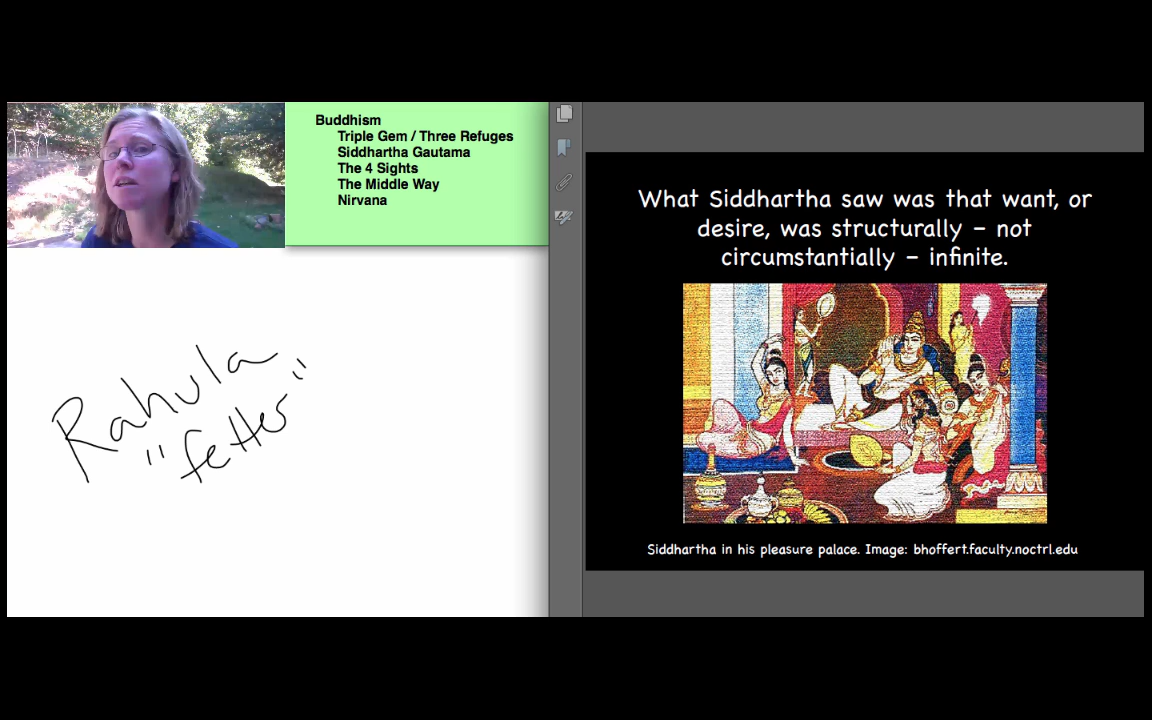 Buddhism
Triple Gem / Three Refuges
Siddhartha Gautama
The 4 Sights
The Middle Way
Nirvana
Rahula
"fetter"
What Siddhartha saw was that want, or
desire, was structurally – not
circumstantially – infinite.
Siddhartha in his pleasure palace. Image: bhoffert.faculty.noctrl.edu